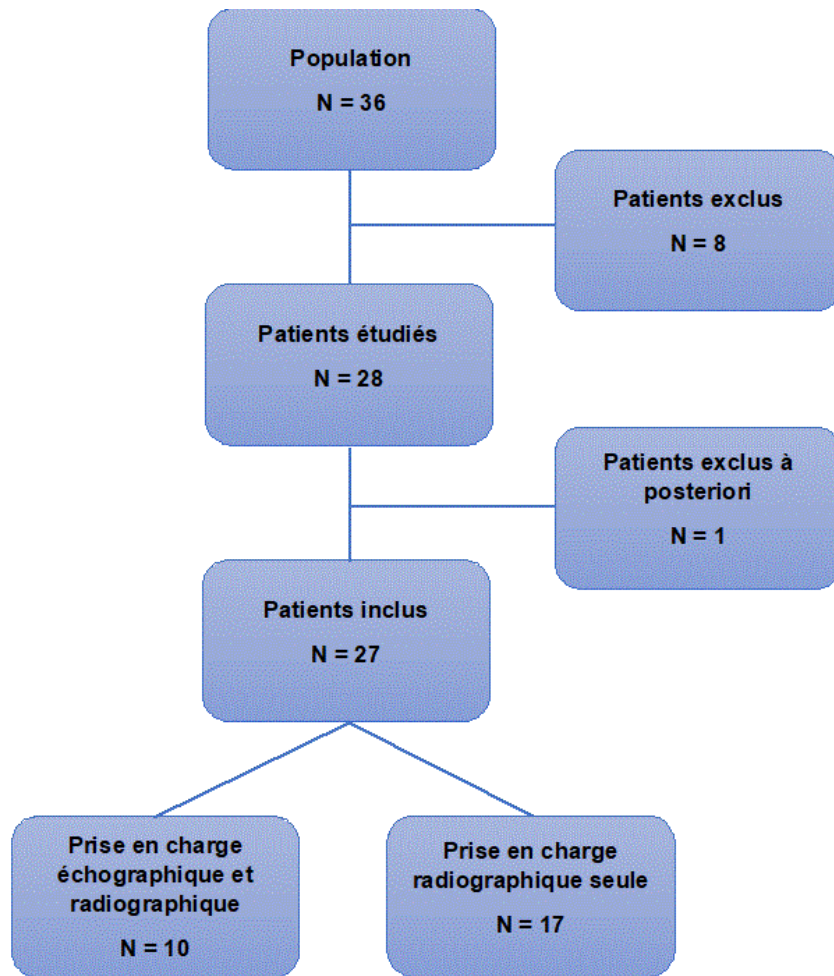 Population
N = 36
Patients exclus
N = 8
Patients étudiés
N = 28
Patients exclus à
posteriori
N = 1
Patients inclus
N = 27
Prise en charge
échographique et
radiographique
N = 10
Prise en charge
radiographique seule
N = 17